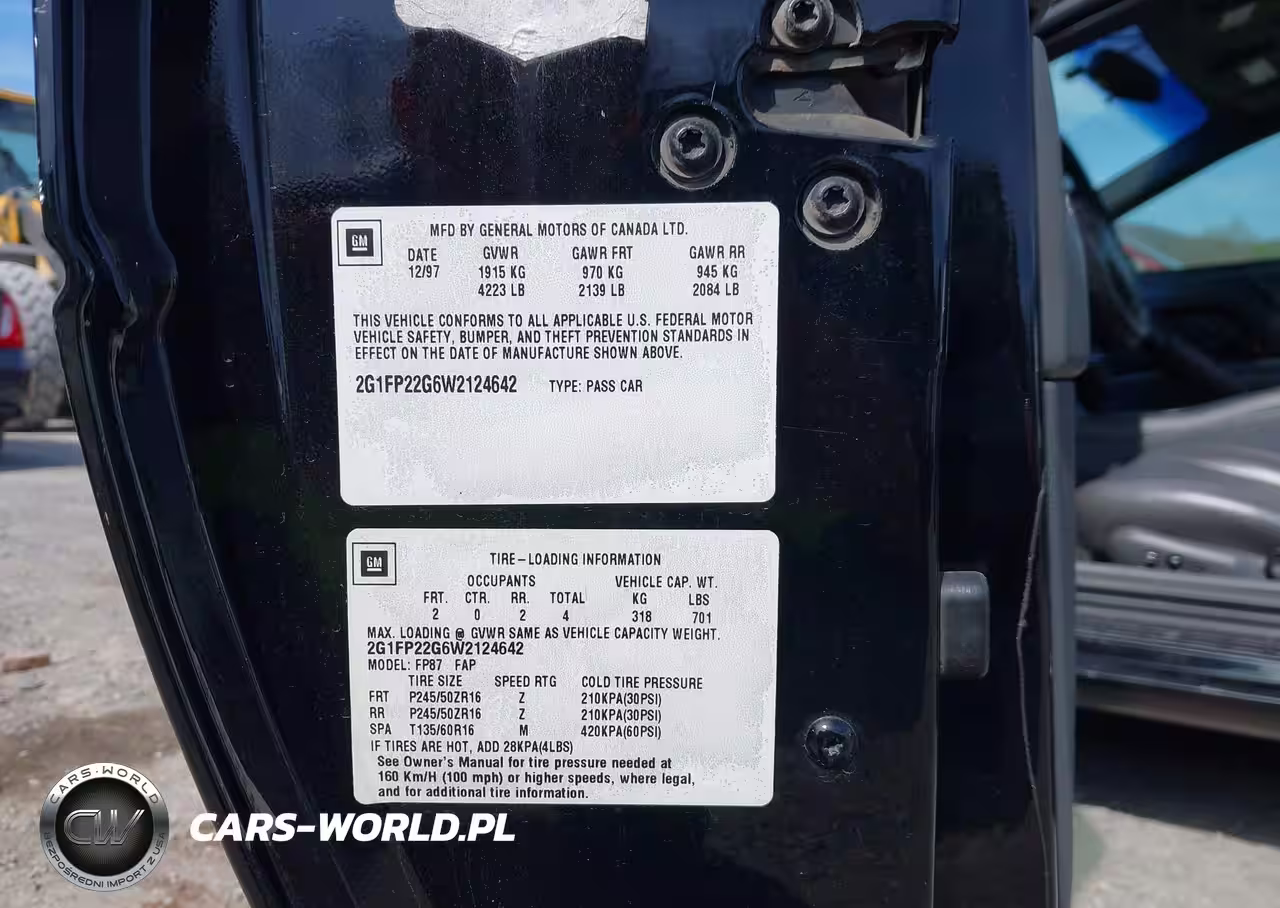 GM
MFD BY GENERAL MOTORS OF CANADA LTD.
DATE GVWR GAWR FRT GAWR RR
12/97 1915 KG 970 KG 945 KG
4223 LB 2139 LB 2084 LB
THIS VEHICLE CONFORMS TO ALL APPLICABLE U.S. FEDERAL MOTOR
VEHICLE SAFETY, BUMPER, AND THEFT PREVENTION STANDARDS IN
EFFECT ON THE DATE OF MANUFACTURE SHOWN ABOVE.
2G1FP22G6W2124642 TYPE: PASS CAR
GM
TIRE-LOADING INFORMATION
OCCUPANTS VEHICLE CAP. WT.
FRT. CTR. RR. TOTAL KG LBS
2 0 2 4 318 701
MAX. LOADING @ GVWR SAME AS VEHICLE CAPACITY WEIGHT.
2G1FP22G6W2124642
MODEL: FP87 FAP
TIRE SIZE SPEED RTG COLD TIRE PRESSURE
FRT P245/50ZR16 Z 210KPA(30PSI)
RR P245/50ZR16 Z 210KPA(30PSI)
SPA T135/60R16 M 420KPA(60PSI)
IF TIRES ARE HOT, ADD 28KPA(4LBS)
See Owner's Manual for tire pressure needed at
160 Km/H (100 mph) or higher speeds, where legal,
and for additional tire information.
CARS-WORLD
CW
BEZPOŚREDNI IMPORT Z USA
CARS-WORLD.PL